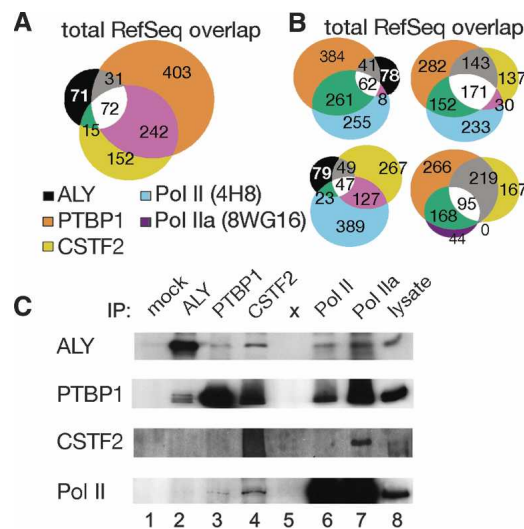 A
total RefSeq overlap
31
403
71
72
242
15
152
ALY
Pol II (4H8)
PTBP1
Pol IIa (8WG16)
CSTF2
B
total RefSeq overlap
384
41
78
62
8
261
255
282
143
137
171
152
30
233
79
49
267
47
23
127
389
266
219
167
95
168
44
0
C
IP:
mock
ALY
PTBP1
CSTF2
x
Pol II
Pol IIa
lysate
ALY
PTBP1
CSTF2
Pol II
1 2 3 4 5 6 7 8